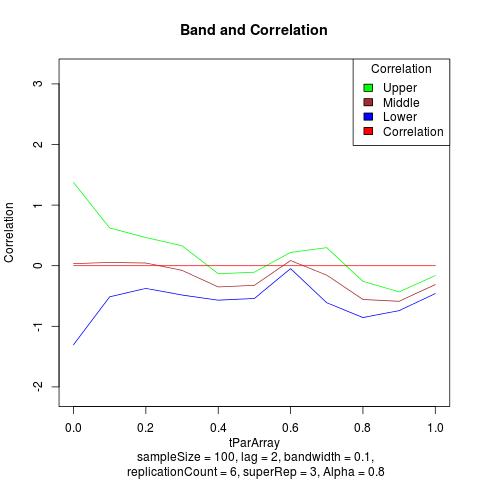 Band and Correlation
Correlation
Upper
Middle
Lower
Correlation
Correlation
3
2
1
0
-1
-2
0.0 0.2 0.4 0.6 0.8 1.0
tParArray
sampleSize = 100, lag = 2, bandwidth = 0.1,
replicationCount = 6, superRep = 3, Alpha = 0.8